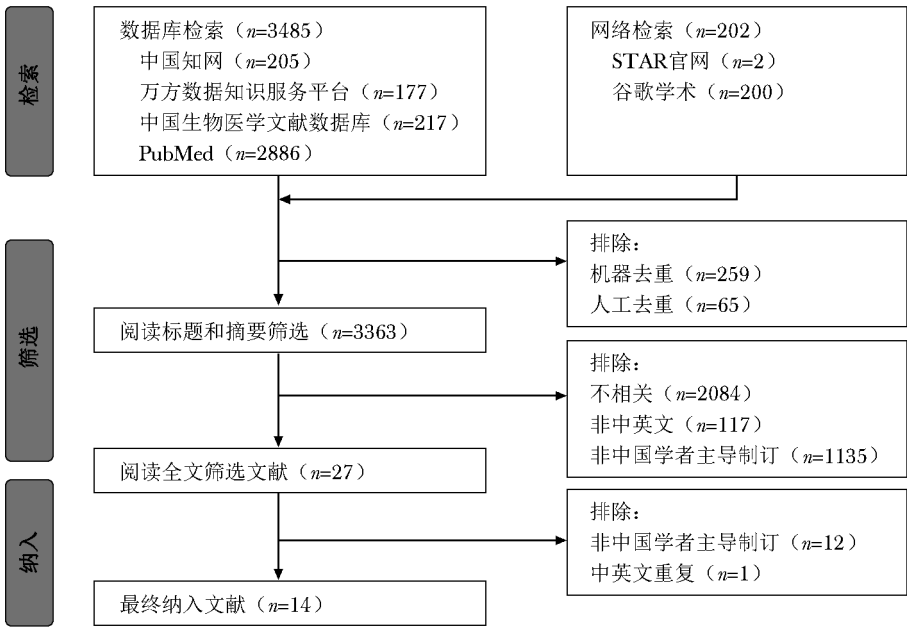 检索
数据库检索（n=3485）
中国知网（n=205）
万方数据知识服务平台（n=177）
中国生物医学文献数据库（n=217）
PubMed（n=2886）
网络检索（n=202）
STAR官网（n=2）
谷歌学术（n=200）
筛选
排除：
机器去重（n=259）
人工去重（n=65）
阅读标题和摘要筛选（n=3363）
排除：
不相关（n=2084）
非中英文（n=117）
非中国学者主导制订（n=1135）
阅读全文筛选文献（n=27）
纳入
排除：
非中国学者主导制订（n=12）
中英文重复（n=1）
最终纳入文献（n=14）